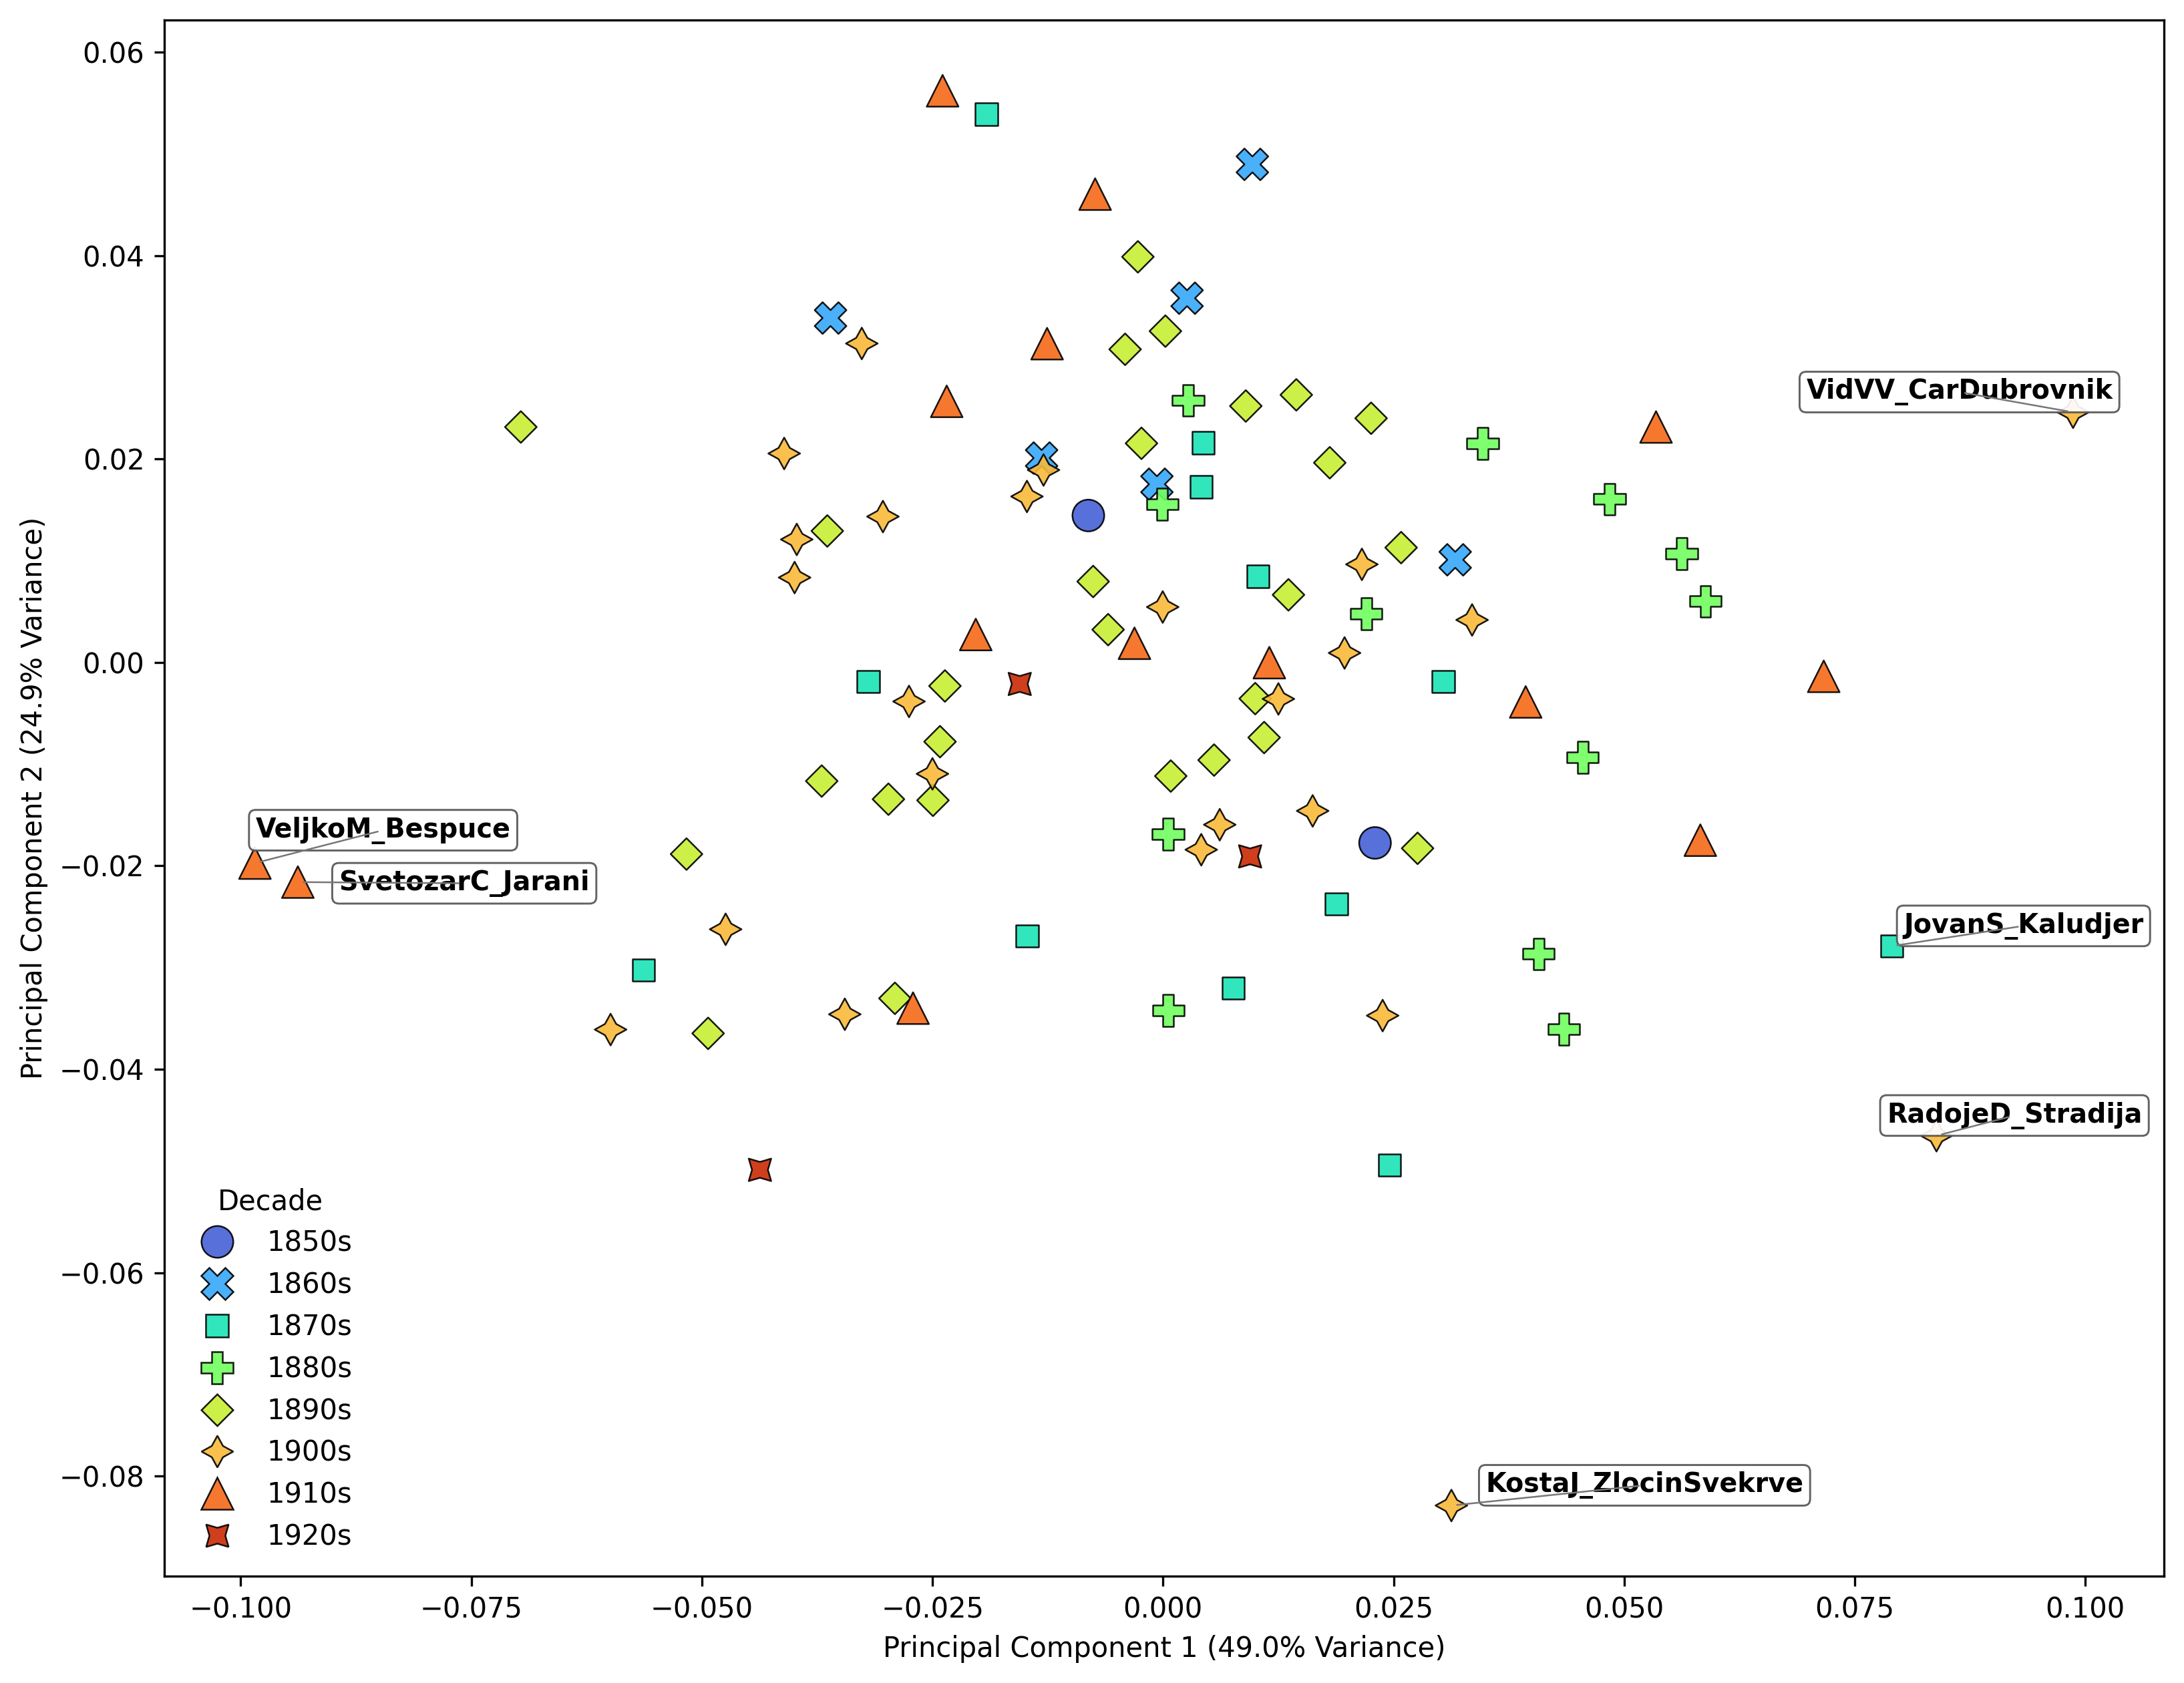 0.06
0.04
0.02
0.00
−0.02
−0.04
−0.06
−0.08
Principal Component 2 (24.9% Variance)
VidVV_CarDubrovnik
VeljkoM_Bespuce
SvetozarC_Jarani
JovanS_Kaludjer
RadojeD_Stradija
KostaJ_ZlocinSvekrve
Decade
1850s
1860s
1870s
1880s
1890s
1900s
1910s
1920s
−0.100 −0.075 −0.050 −0.025 0.000 0.025 0.050 0.075 0.100
Principal Component 1 (49.0% Variance)